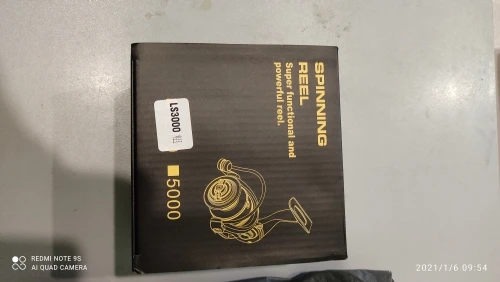 SPINNING
REEL
Super functional and
powerful reel.
LS3000
5000
REDMI NOTE 9S
AI QUAD CAMERA
2021/1/6 09:54